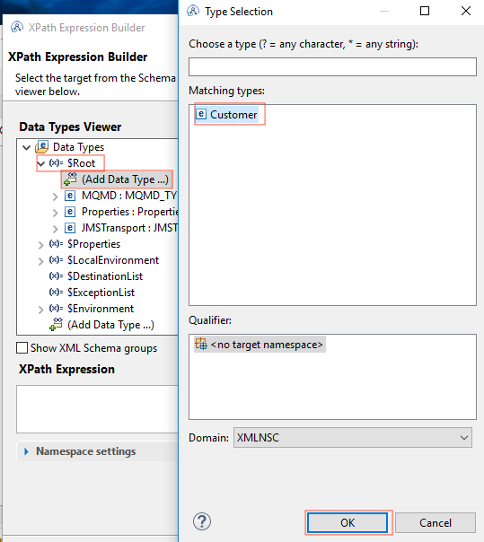 XPath Expression Builder
XPath Expression Builder
Select the target from the Schema
viewer below.
Data Types Viewer
Data Types
(x)= $Root
(Add Data Type ...)
e MQMD : MQMD_TY
e Properties : Propertie
e JMSTransport : JMST
(x)= $Properties
(x)= $LocalEnvironment
(x)= $DestinationList
(x)= $ExceptionList
(x)= $Environment
(Add Data Type ...)
Show XML Schema groups
XPath Expression
Namespace settings
Type Selection
Choose a type (? = any character, * = any string):
Matching types:
e Customer
Qualifier:
<no target namespace>
Domain: XMLNSC
?
OK
Cancel